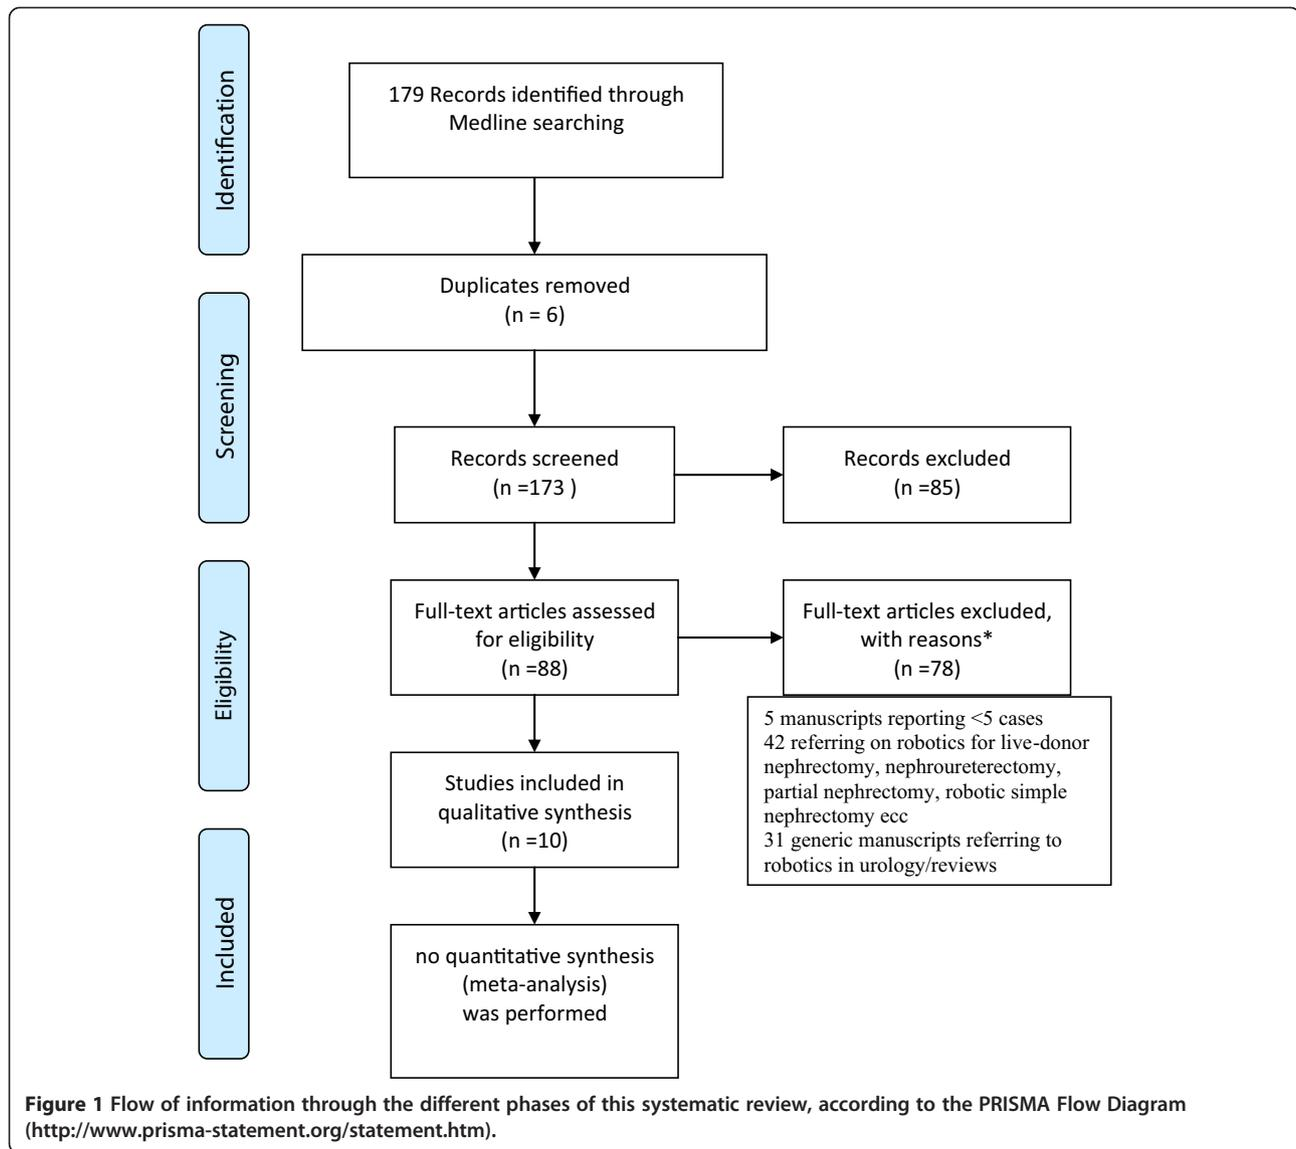 Identification
179 Records identified through
Medline searching
Duplicates removed
(n = 6)
Screening
Records screened
(n =173 )
Records excluded
(n =85)
Eligibility
Full-text articles assessed
for eligibility
(n =88)
Full-text articles excluded,
with reasons*
(n =78)
5 manuscripts reporting <5 cases
42 referring on robotics for live-donor
nephrectomy, nephroureterectomy,
partial nephrectomy, robotic simple
nephrectomy ecc
31 generic manuscripts referring to
robotics in urology/reviews
Studies included in
qualitative synthesis
(n =10)
Included
no quantitative synthesis
(meta-analysis)
was performed
Figure 1 Flow of information through the different phases of this systematic review, according to the PRISMA Flow Diagram
(http://www.prisma-statement.org/statement.htm).